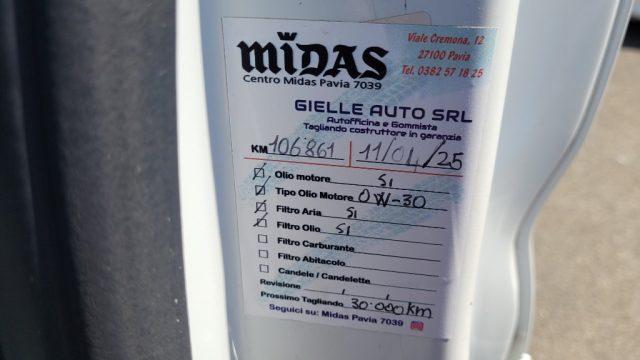 MIDAS
Centro Midas Pavia 7039
Viale Cremona, 12
27100 Pavia
Tel. 0382 57 18 25
GIELLE AUTO SRL
Autofficina e Gommista
Tagliando costruttore in garanzia
KM 106861 11/04/25
Olio motore SI
Tipo Olio Motore 0W-30
Filtro Aria SI
Filtro Olio SI
Filtro Carburante
Filtro Abitacolo
Candele / Candelette
Revisione / /
Prossimo Tagliando 30.000km
Seguici su: Midas Pavia 7039